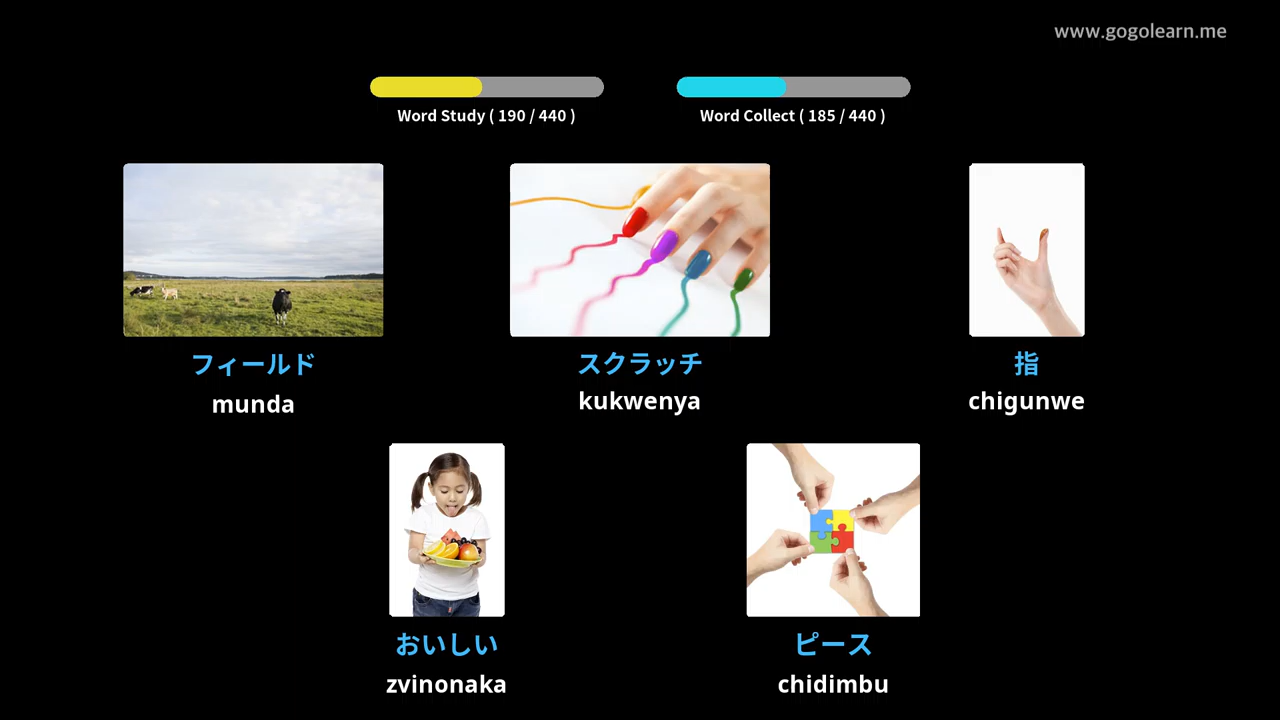 www.gogolearn.me
Word Study ( 190 / 440 )
Word Collect ( 185 / 440 )
フィールド
munda
スクラッチ
kukwenya
指
chigunwe
おいしい
zvinonaka
ピース
chidimbu